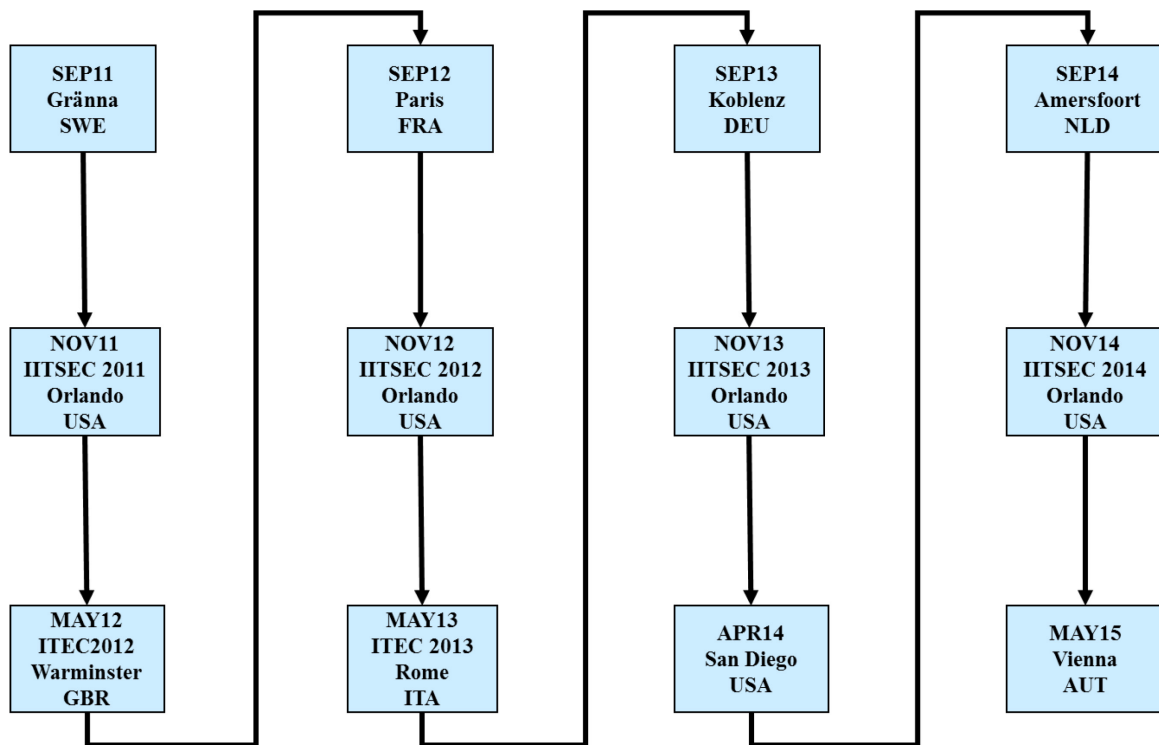 SEP11
Gränna
SWE
NOV11
IITSEC 2011
Orlando
USA
MAY12
ITEC2012
Warminster
GBR
SEP12
Paris
FRA
NOV12
IITSEC 2012
Orlando
USA
MAY13
ITEC 2013
Rome
ITA
SEP13
Koblenz
DEU
NOV13
IITSEC 2013
Orlando
USA
APR14
San Diego
USA
SEP14
Amersfoort
NLD
NOV14
IITSEC 2014
Orlando
USA
MAY15
Vienna
AUT